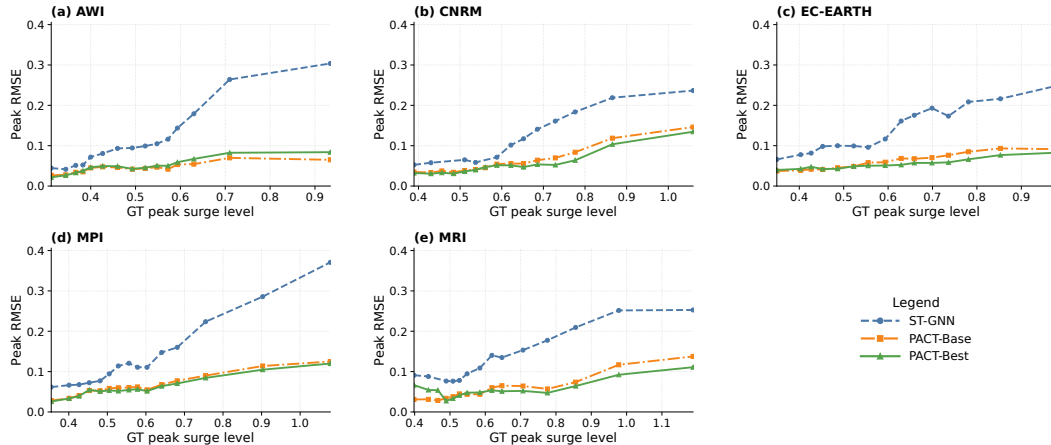 (a) AWI
Peak RMSE
0.4
0.3
0.2
0.1
0.0
0.4 0.5 0.6 0.7 0.8 0.9
GT peak surge level
(b) CNRM
Peak RMSE
0.4
0.3
0.2
0.1
0.0
0.4 0.5 0.6 0.7 0.8 0.9 1.0
GT peak surge level
(c) EC-EARTH
Peak RMSE
0.4
0.3
0.2
0.1
0.0
0.4 0.5 0.6 0.7 0.8 0.9
GT peak surge level
(d) MPI
Peak RMSE
0.4
0.3
0.2
0.1
0.0
0.4 0.5 0.6 0.7 0.8 0.9 1.0
GT peak surge level
(e) MRI
Peak RMSE
0.4
0.3
0.2
0.1
0.0
0.4 0.5 0.6 0.7 0.8 0.9 1.0 1.1
GT peak surge level
Legend
ST-GNN
PACT-Base
PACT-Best